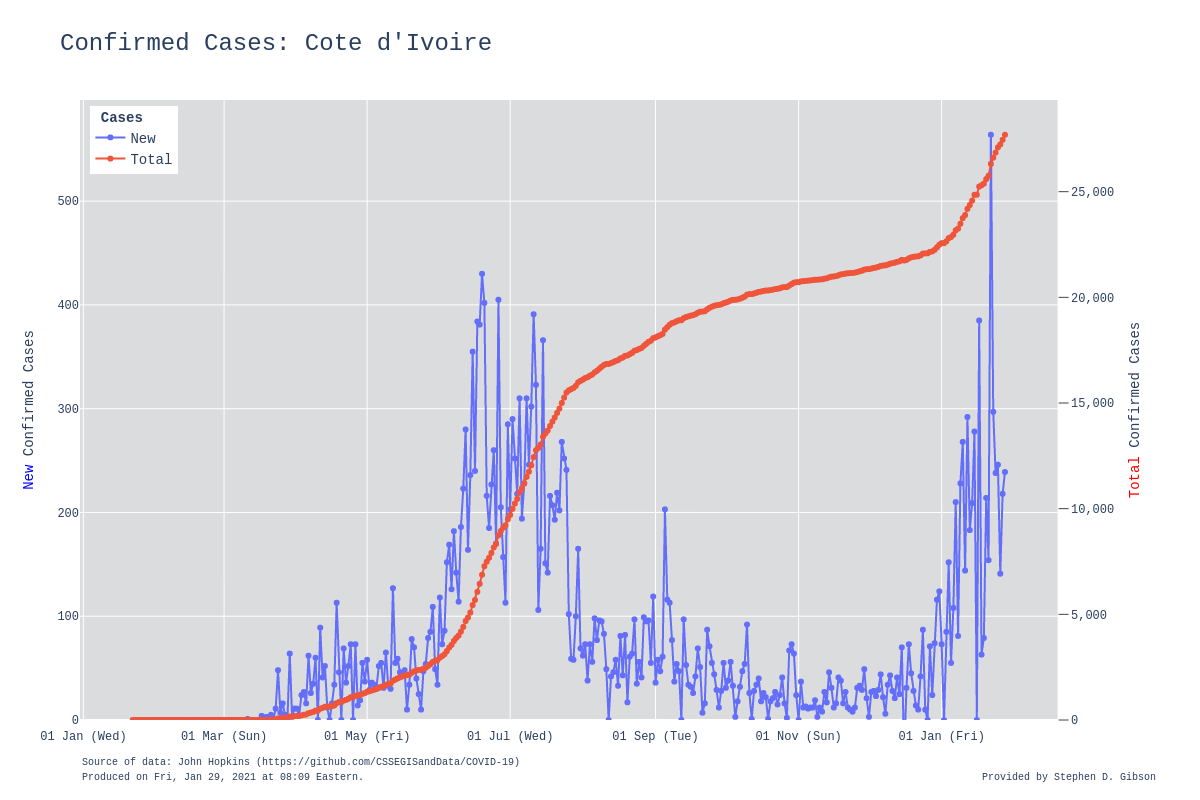 Confirmed Cases: Cote d'Ivoire
Cases
New
Total
500
400
300
200
100
0
25,000
20,000
15,000
10,000
5,000
0
New Confirmed Cases
Total Confirmed Cases
01 Jan (Wed)
01 Mar (Sun)
01 May (Fri)
01 Jul (Wed)
01 Sep (Tue)
01 Nov (Sun)
01 Jan (Fri)
Source of data: John Hopkins (https://github.com/CSSEGISandData/COVID-19)
Produced on Fri, Jan 29, 2021 at 08:09 Eastern.
Provided by Stephen D. Gibson